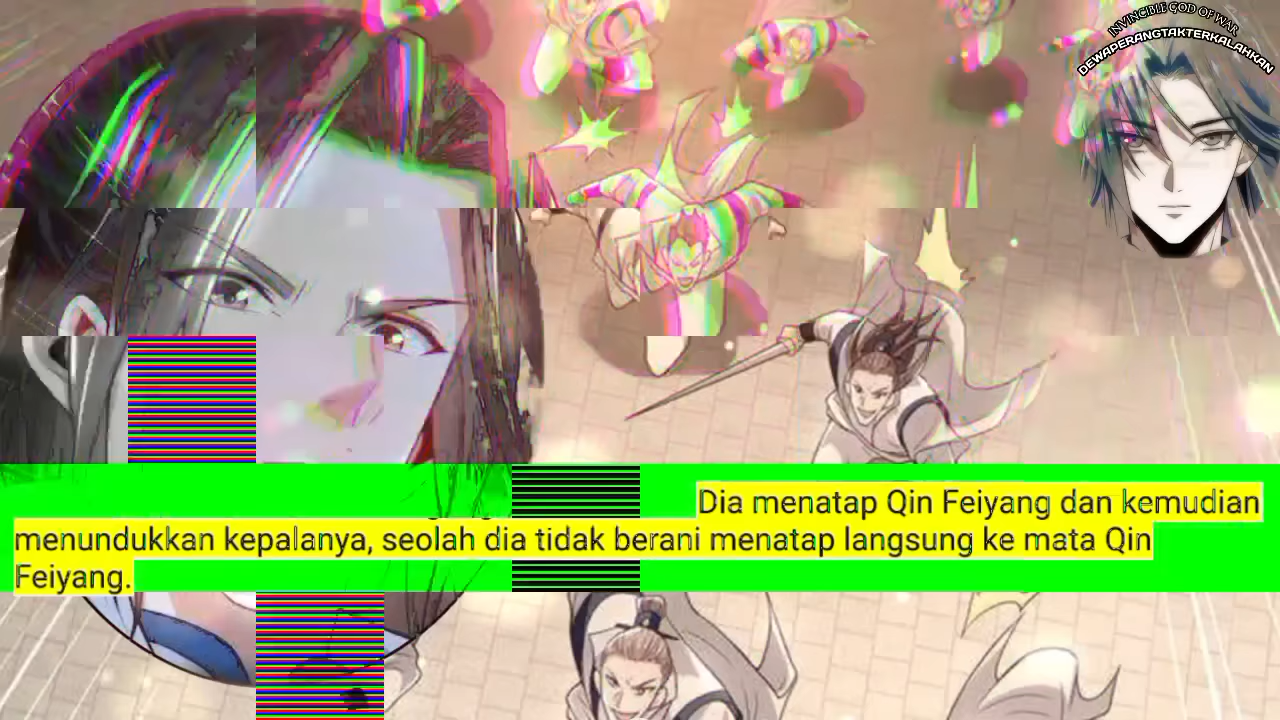 INVINCIBLE GOD OF WAR
DEWAPERANGTAKTERKALAHKAN
Dia menatap Qin Feiyang dan kemudian
menundukkan kepalanya, seolah dia tidak berani menatap langsung ke mata Qin
Feiyang.